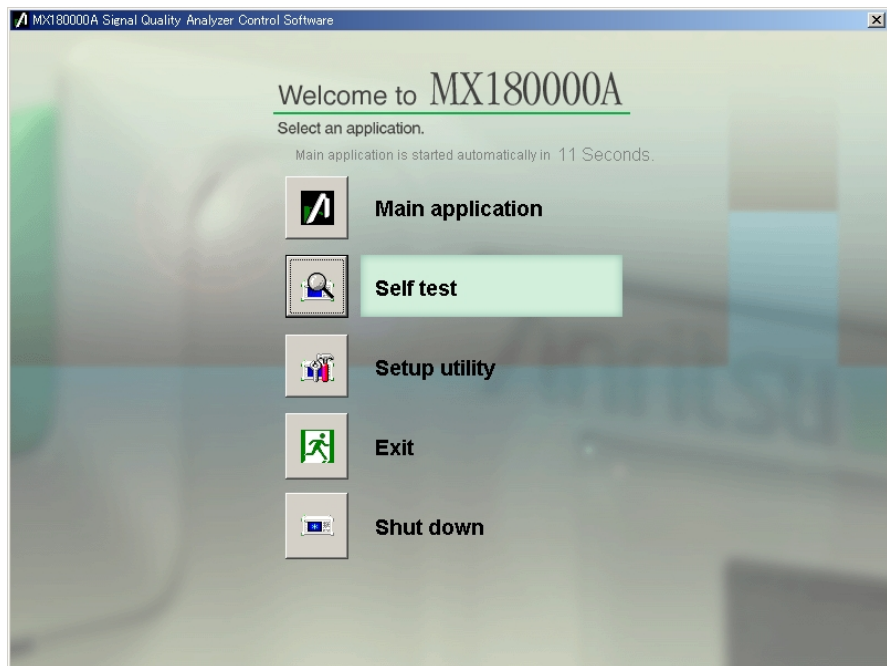 MX180000A Signal Quality Analyzer Control Software
Welcome to MX180000A
Select an application.
Main application is started automatically in 11 Seconds.
Main application
Self test
Setup utility
Exit
Shut down